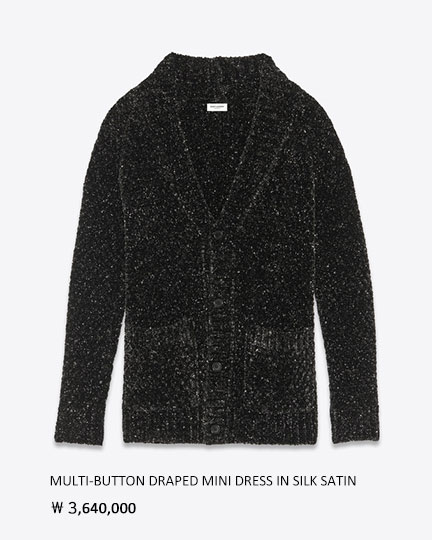 MULTI-BUTTON DRAPED MINI DRESS IN SILK SATIN
₩ 3,640,000